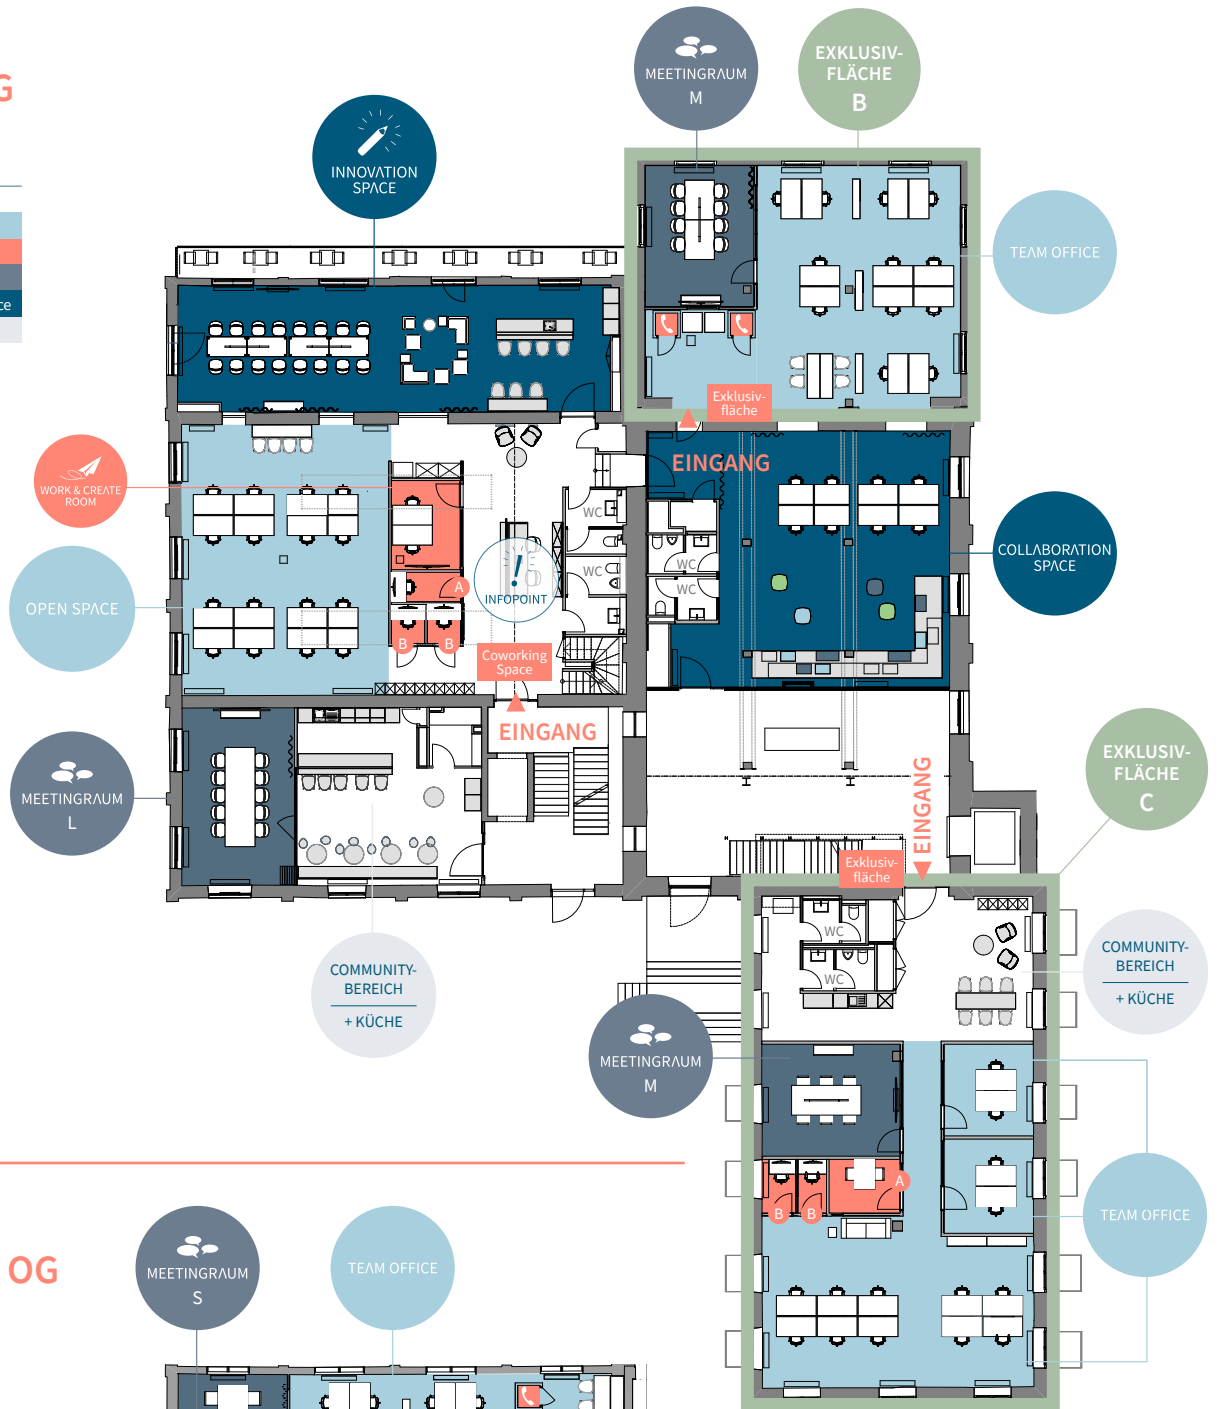 G
ce
MEETINGRAUM
M
EXKLUSIV-
FLÄCHE
B
INNOVATION
SPACE
TEAM OFFICE
Exklusiv-
fläche
EINGANG
WORK & CREATE
ROOM
WC
WC
WC
WC
COLLABORATION
SPACE
OPEN SPACE
INFOPOINT
A
B
B
Coworking
Space
EINGANG
MEETINGRAUM
L
EXKLUSIV-
FLÄCHE
C
EINGANG
Exklusiv-
fläche
COMMUNITY-
BEREICH
+ KÜCHE
WC
WC
COMMUNITY-
BEREICH
+ KÜCHE
MEETINGRAUM
M
A
B
B
TEAM OFFICE
OG
MEETINGRAUM
S
TEAM OFFICE